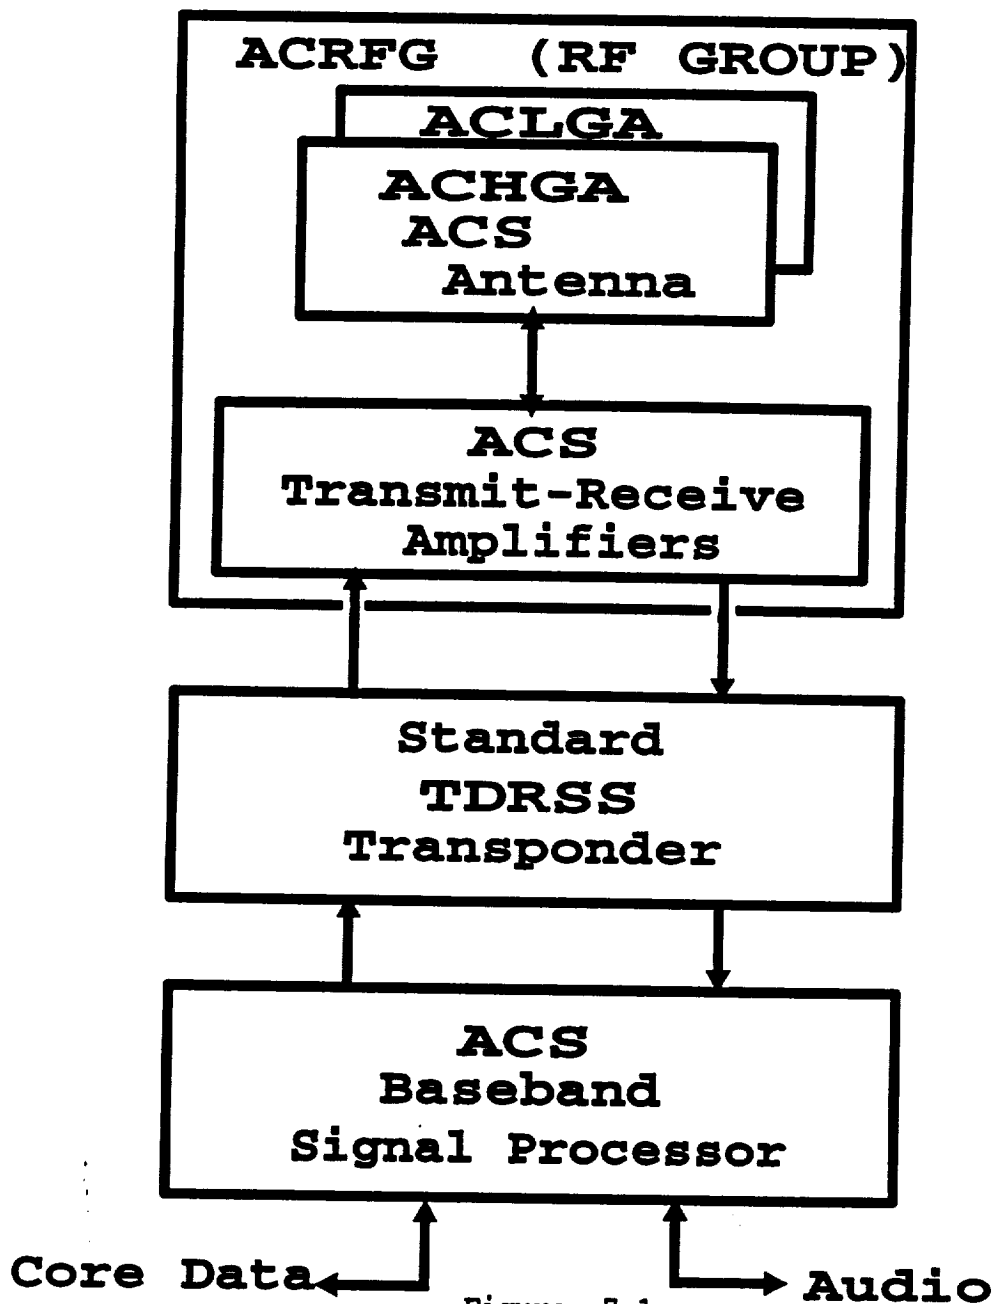 ACRFG (RF GROUP)
ACLGA
ACHGA
ACS
Antenna
ACS
Transmit-Receive
Amplifiers
Standard
TDRSS
Transponder
ACS
Baseband
Signal Processor
Core Data
Audio
Figure